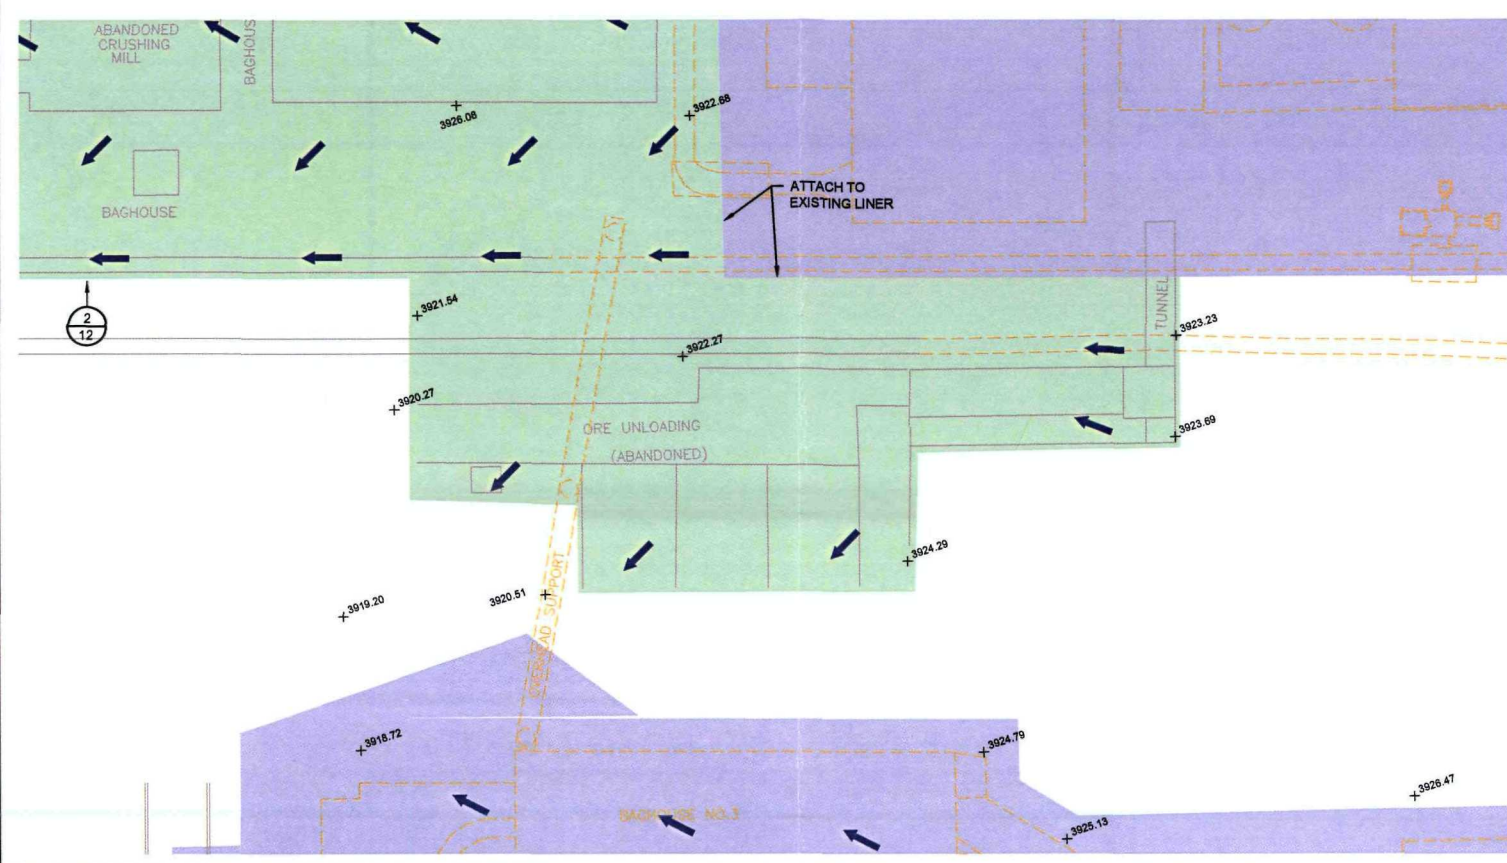 ABANDONED
CRUSHING
MILL
BAGHOUS
3926.06
3922.68
ATTACH TO
EXISTING LINER
BAGHOUSE
2
12
3921.54
3922.27
TUNNEL
3923.23
3920.27
ORE UNLOADING
(ABANDONED)
3923.69
3924.29
3920.51
OVERHEAD SUPPORT
3919.20
3918.72
3924.79
BAGHOUSE NO.3
3926.47
3925.13